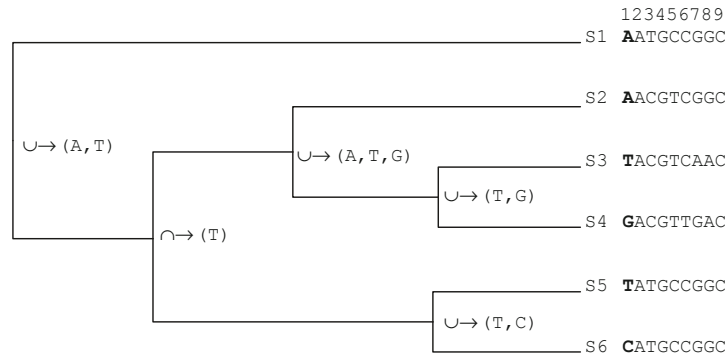 123456789
S1 AATGCCGGC
S2 AACGTCGGC
∪→(A,T)
∪→(A,T,G)
S3 TACGTCAAC
∪→(T,G)
S4 GACGTTGAC
∩→(T)
S5 TATGCCGGC
∪→(T,C)
S6 CATGCCGGC